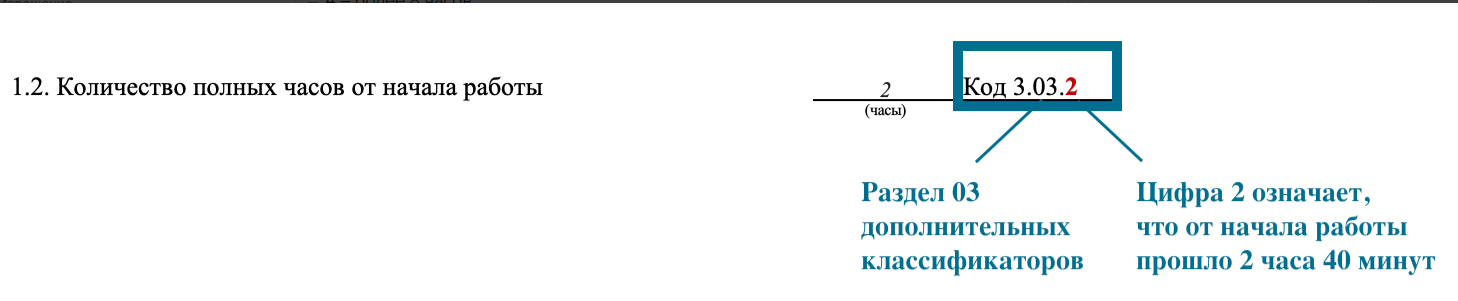 1.2. Количество полных часов от начала работы
2
Код 3.03.2
(часы)
Раздел 03
дополнительных
классификаторов
Цифра 2 означает,
что от начала работы
прошло 2 часа 40 минут